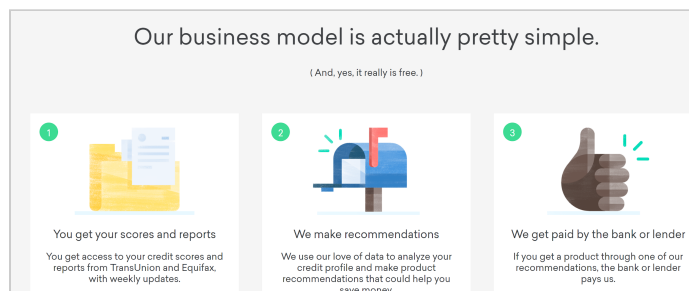 Our business model is actually pretty simple.
( And, yes, it really is free. )
1
You get your scores and reports
You get access to your credit scores and
reports from TransUnion and Equifax,
with weekly updates.
2
We make recommendations
We use our love of data to analyze your
credit profile and make product
recommendations that could help you
save money.
3
We get paid by the bank or lender
If you get a product through one of our
recommendations, the bank or lender
pays us.